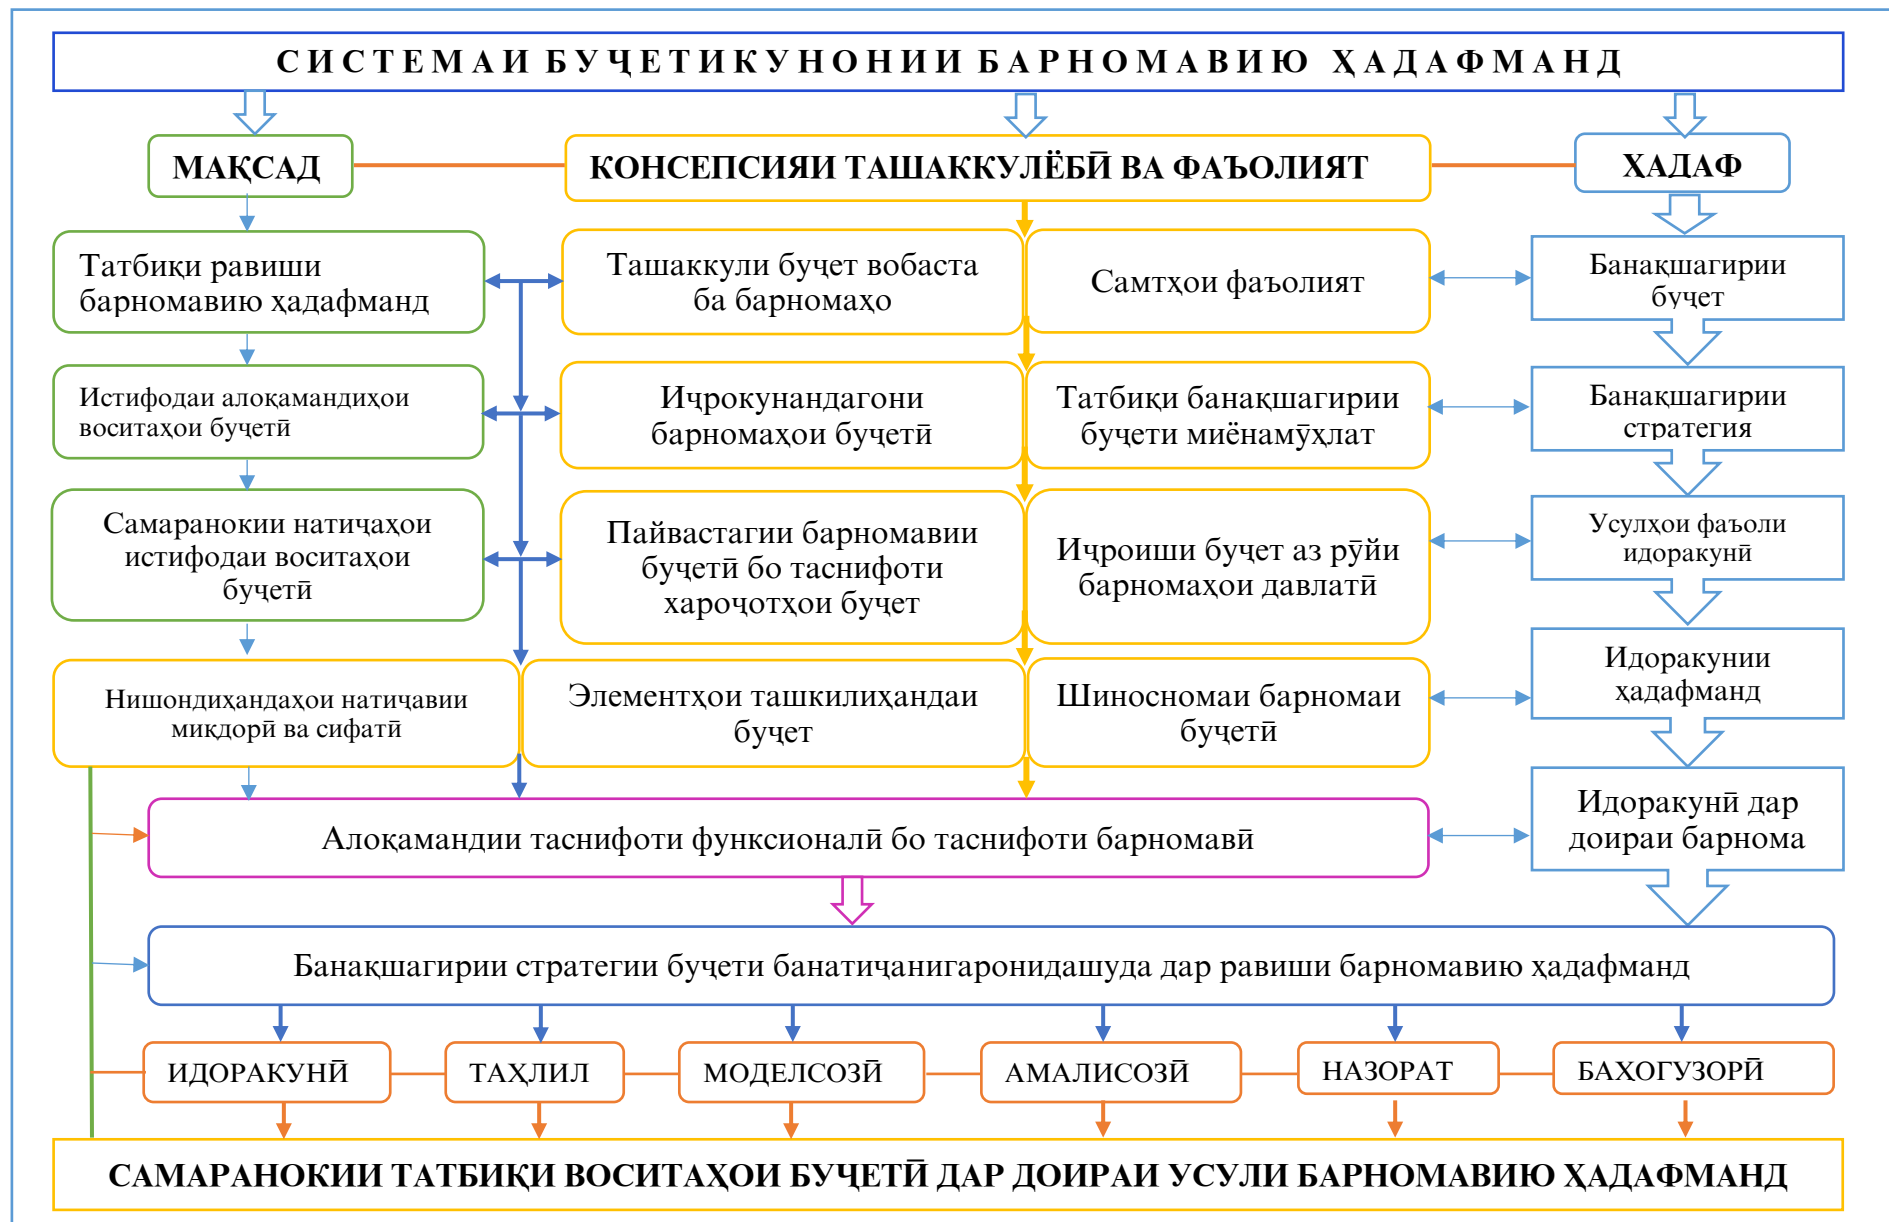 СИСТЕМАИ БУҶЕТИКУНОНИИ БАРНОМАВИЮ ҲАДАФМАНД
МАҚСАД
КОНСЕПСИЯИ ТАШАККУЛЁБӢ ВА ФАЪОЛИЯТ
ҲАДАФ
Татбиқи равиши
барномавию ҳадафманд
Ташаккули буҷет вобаста
ба барномаҳо
Самтҳои фаъолият
Банақшагирии
буҷет
Истифодаи алоқамандиҳои
воситаҳои буҷетӣ
Иҷрокунандагони
барномаҳои буҷетӣ
Татбиқи банақшагирии
буҷети миёнамӯҳлат
Банақшагирии
стратегия
Самаранокии натиҷаҳои
истифодаи воситаҳои
буҷетӣ
Пайвастагии барномавии
буҷетӣ бо таснифоти
хароҷотҳои буҷет
Иҷроиши буҷет аз рӯйи
барномаҳои давлатӣ
Усулҳои фаъоли
идоракунӣ
Нишондиҳандаҳои натиҷавии
миқдорӣ ва сифатӣ
Элементҳои ташкилиҳандаи
буҷет
Шиносномаи барномаи
буҷетӣ
Идоракунии
ҳадафманд
Алоқамандии таснифоти функсионалӣ бо таснифоти барномавӣ
Идоракунӣ дар
доираи барнома
Банақшагирии стратегии буҷети банатиҷанигаронидашуда дар равиши барномавию ҳадафманд
ИДОРАКУНӢ
ТАҲЛИЛ
МОДЕЛСОЗӢ
АМАЛИСОЗӢ
НАЗОРАТ
БАҲОГУЗОРӢ
САМАРАНОКИИ ТАТБИҚИ ВОСИТАҲОИ БУҶЕТӢ ДАР ДОИРАИ УСУЛИ БАРНОМАВИЮ ҲАДАФМАНД